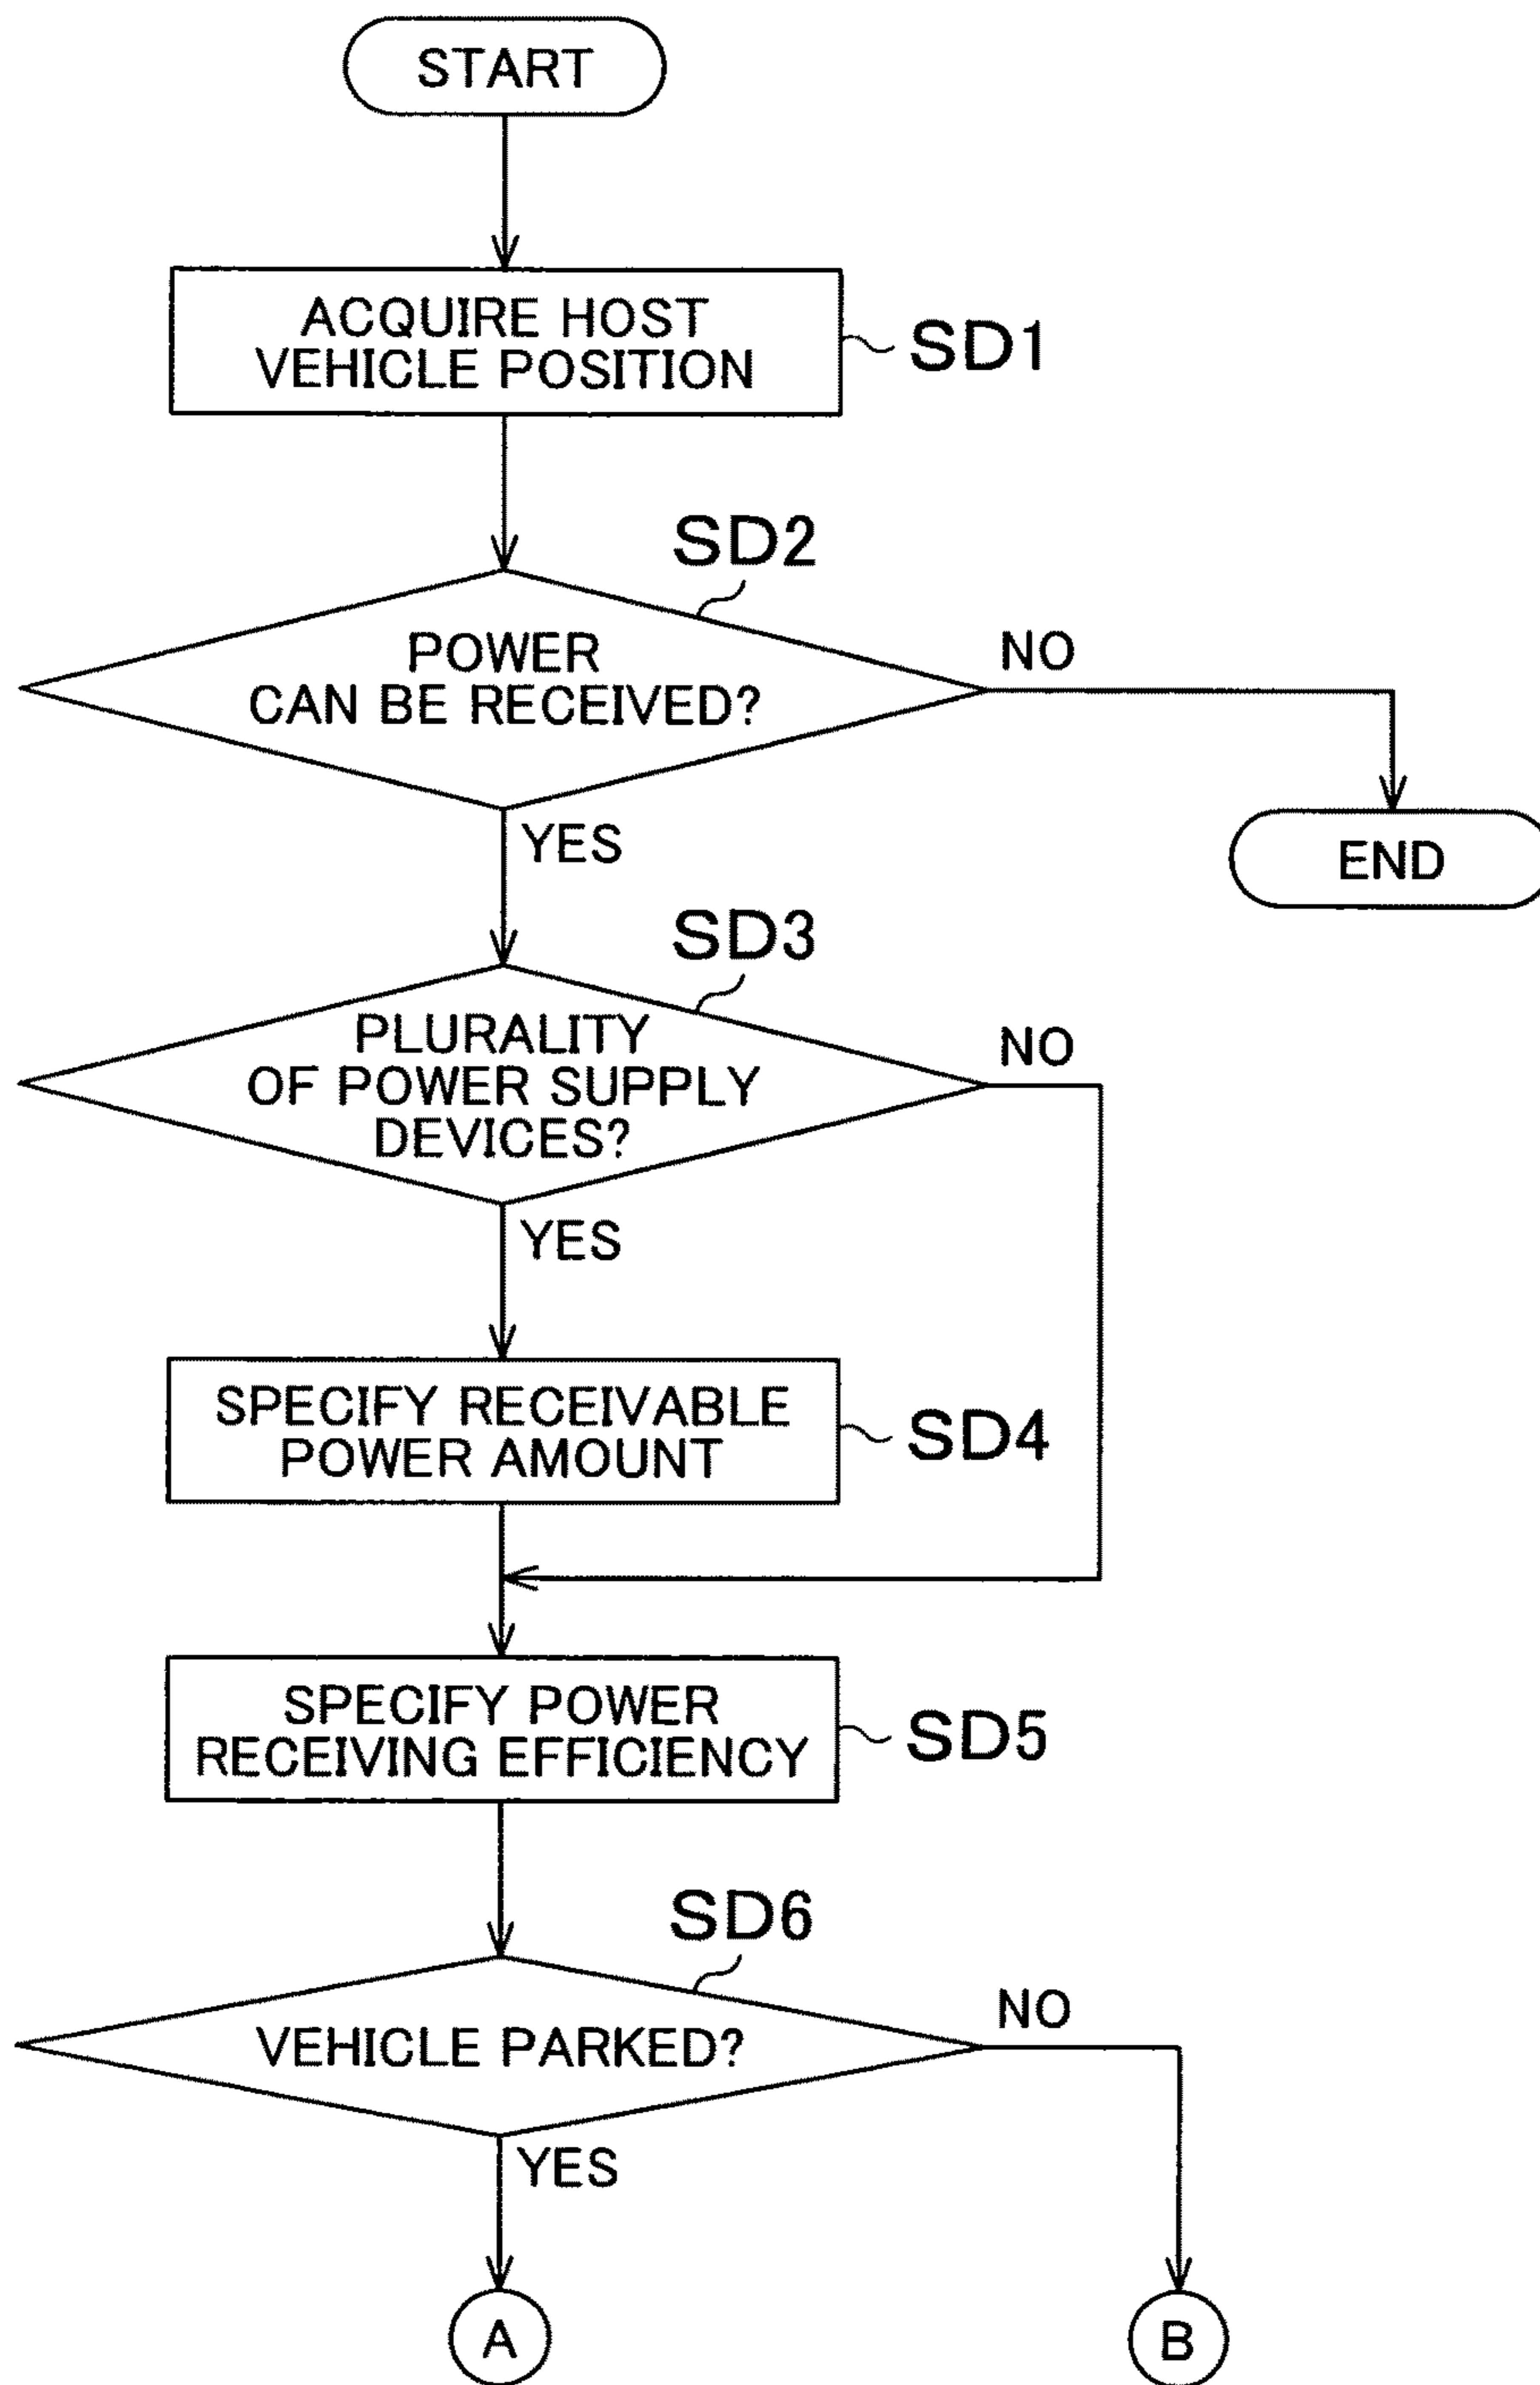 START
ACQUIRE HOST
VEHICLE POSITION
SD1
SD2
POWER
CAN BE RECEIVED?
NO
YES
END
SD3
PLURALITY
OF POWER SUPPLY
DEVICES?
NO
YES
SPECIFY RECEIVABLE
POWER AMOUNT
SD4
SPECIFY POWER
RECEIVING EFFICIENCY
SD5
SD6
VEHICLE PARKED?
NO
YES
A
B